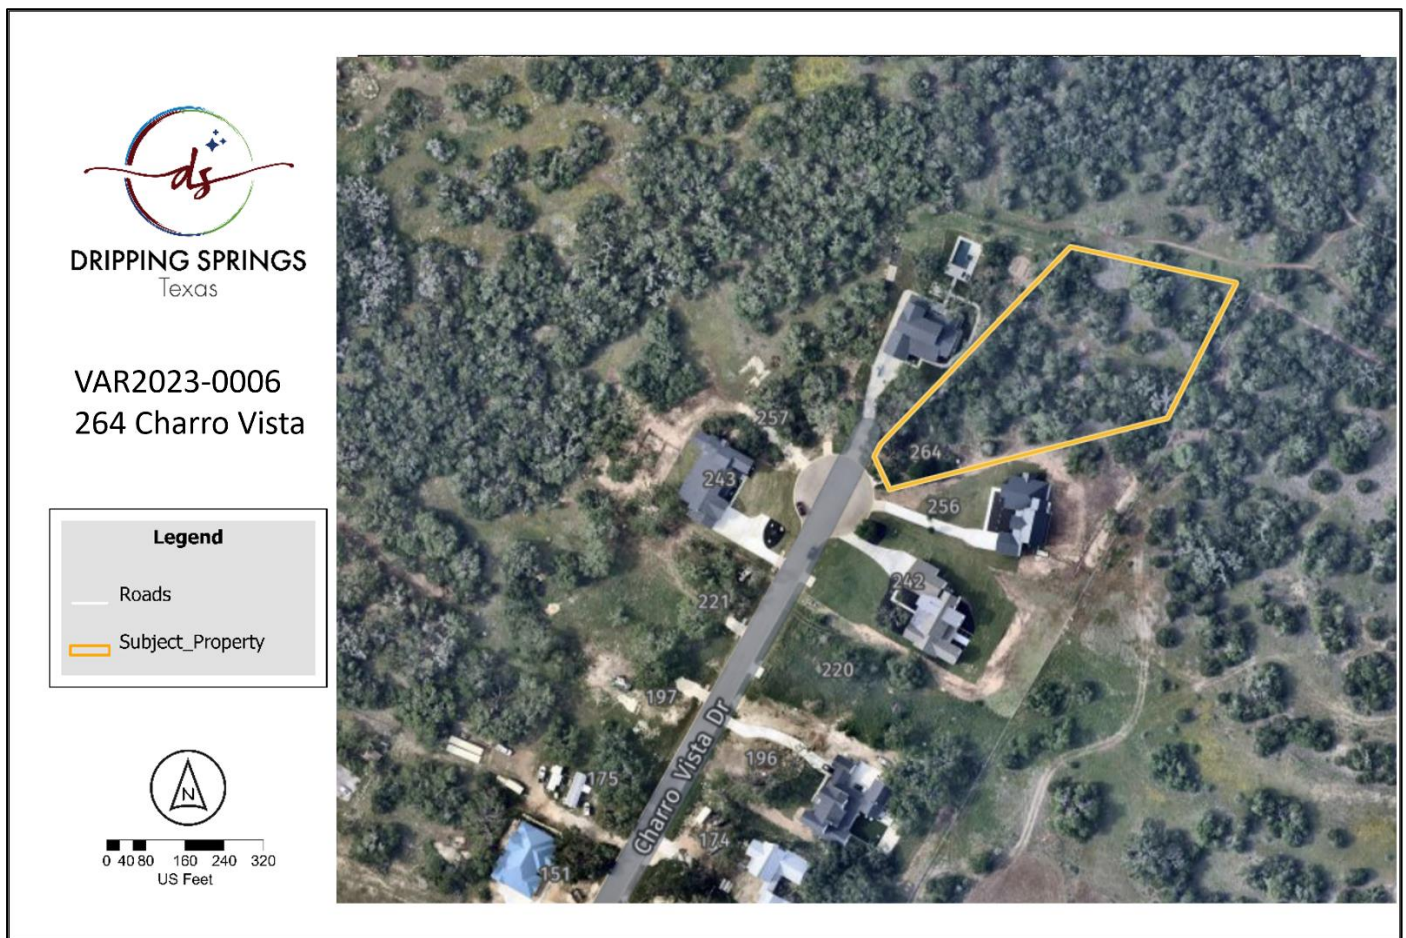 ds
DRIPPING SPRINGS
Texas
VAR2023-0006
264 Charro Vista
Legend
Roads
Subject_Property
N
0 40 80 160 240 320
US Feet
257
264
243
256
242
221
220
197
Charro Vista Dr
196
175
174
151